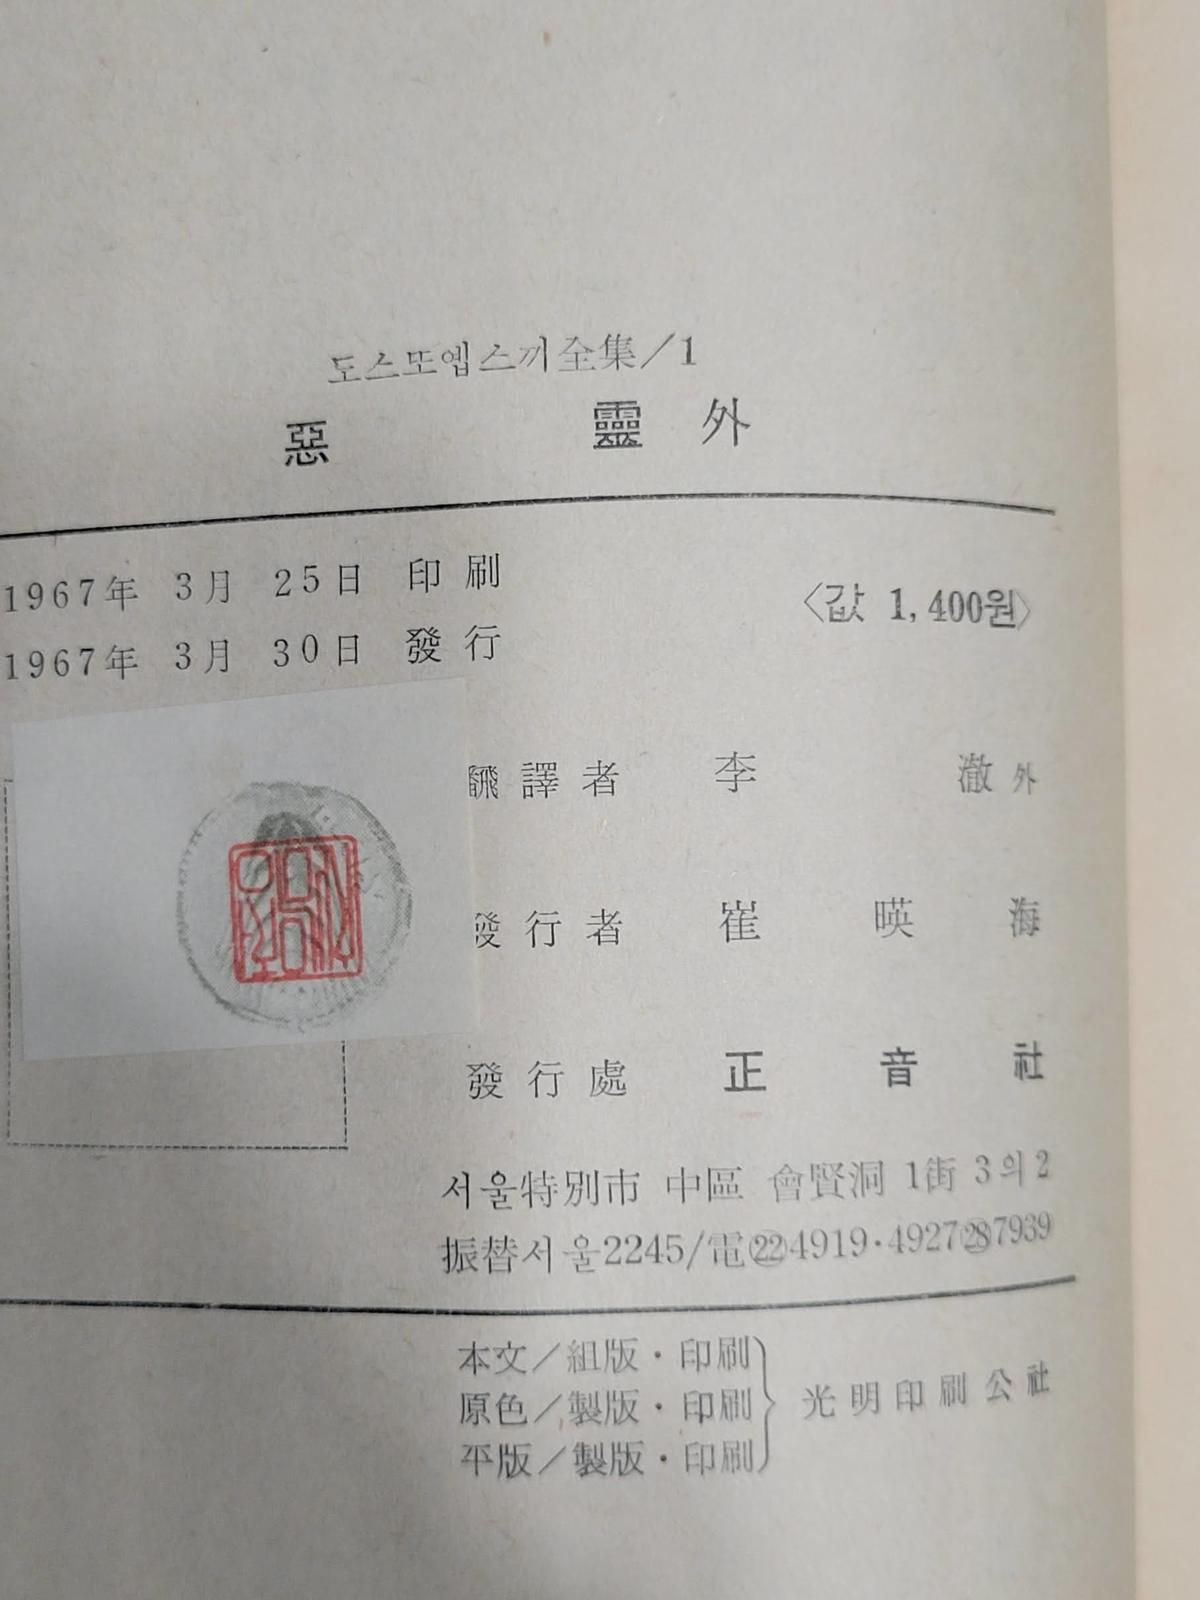 도스또옙스끼全集/1
惡 靈 外
1967年 3月 25日 印刷
1967年 3月 30日 發行
〈값 1,400원〉
飜譯者 李 澈 外
發行者 崔 暎 海
發行處 正 音 社
서울特別市 中區 會賢洞 1街 3의2
振替서울2245/電㉒4919·4927㉘7939
本文/組版·印刷
原色/製版·印刷
平版/製版·印刷
光明印刷公社